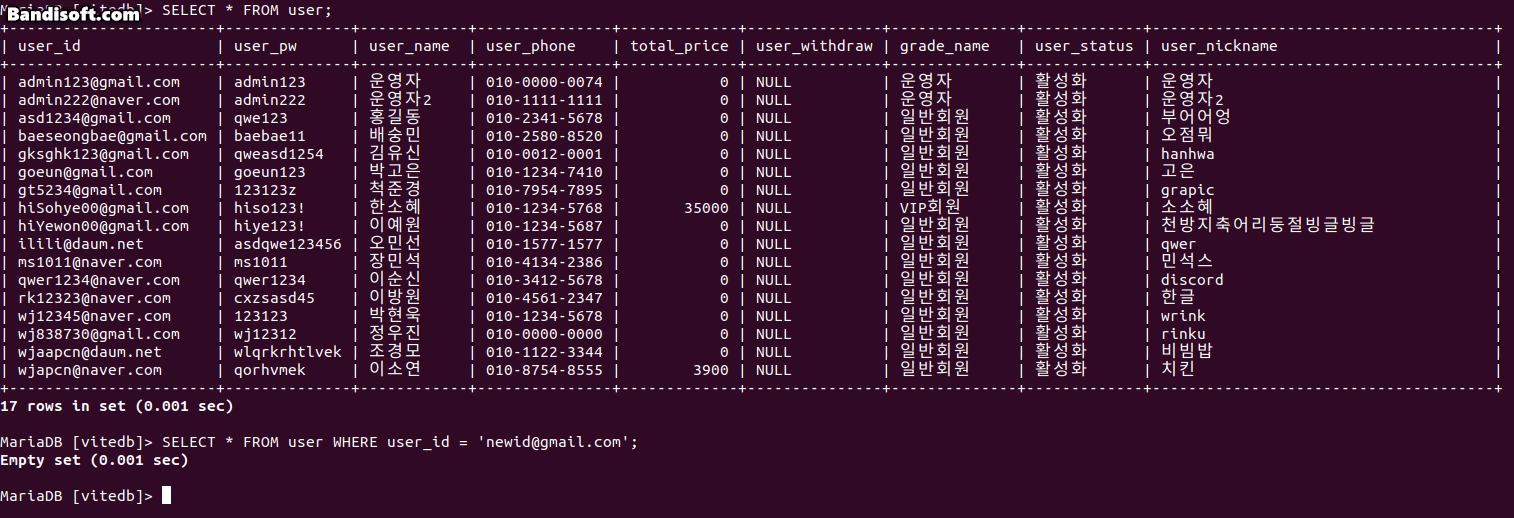 Bandisoft.com
MariaDB [vitedb]> SELECT * FROM user;
+------------------------+---------------+-------------+----------------+-------------+---------------+---------------+-------------+---------------------------------------+
| user_id | user_pw | user_name | user_phone | total_price | user_withdraw | grade_name | user_status | user_nickname |
+------------------------+---------------+-------------+----------------+-------------+---------------+---------------+-------------+---------------------------------------+
| admin123@gmail.com | admin123 | 운영자 | 010-0000-0074 | 0 | NULL | 운영자 | 활성화 | 운영자 |
| admin222@naver.com | admin222 | 운영자2 | 010-1111-1111 | 0 | NULL | 운영자 | 활성화 | 운영자2 |
| asd1234@gmail.com | qwe123 | 홍길동 | 010-2341-5678 | 0 | NULL | 일반회원 | 활성화 | 부어어엉 |
| baeseongbae@gmail.com | baebae11 | 배숭민 | 010-2580-8520 | 0 | NULL | 일반회원 | 활성화 | 오점뭐 |
| gksghk123@gmail.com | qweasd1254 | 김유신 | 010-0012-0001 | 0 | NULL | 일반회원 | 활성화 | hanhwa |
| goeun@gmail.com | goeun123 | 박고은 | 010-1234-7410 | 0 | NULL | 일반회원 | 활성화 | 고은 |
| gt5234@gmail.com | 123123z | 척준경 | 010-7954-7895 | 0 | NULL | 일반회원 | 활성화 | grapic |
| hiSohye00@gmail.com | hiso123! | 한소혜 | 010-1234-5768 | 35000 | NULL | VIP회원 | 활성화 | 소소혜 |
| hiYewon00@gmail.com | hiye123! | 이예원 | 010-1234-5687 | 0 | NULL | 일반회원 | 활성화 | 천방지축어리둥절빙글빙글 |
| ilili@daum.net | asdqwe123456 | 오민선 | 010-1577-1577 | 0 | NULL | 일반회원 | 활성화 | qwer |
| ms1011@naver.com | ms1011 | 장민석 | 010-4134-2386 | 0 | NULL | 일반회원 | 활성화 | 민석스 |
| qwer1234@naver.com | qwer1234 | 이순신 | 010-3412-5678 | 0 | NULL | 일반회원 | 활성화 | discord |
| rk12323@naver.com | cxzsasd45 | 이방원 | 010-4561-2347 | 0 | NULL | 일반회원 | 활성화 | 한글 |
| wj12345@naver.com | 123123 | 박현욱 | 010-1234-5678 | 0 | NULL | 일반회원 | 활성화 | wrink |
| wj838730@gmail.com | wj12312 | 정우진 | 010-0000-0000 | 0 | NULL | 일반회원 | 활성화 | rinku |
| wjaapcn@daum.net | wlqrkrhtlvek | 조경모 | 010-1122-3344 | 0 | NULL | 일반회원 | 활성화 | 비빔밥 |
| wjapcn@naver.com | qorhvmek | 이소연 | 010-8754-8555 | 3900 | NULL | 일반회원 | 활성화 | 치킨 |
+------------------------+---------------+-------------+----------------+-------------+---------------+---------------+-------------+---------------------------------------+
17 rows in set (0.001 sec)
MariaDB [vitedb]> SELECT * FROM user WHERE user_id = 'newid@gmail.com';
Empty set (0.001 sec)
MariaDB [vitedb]>